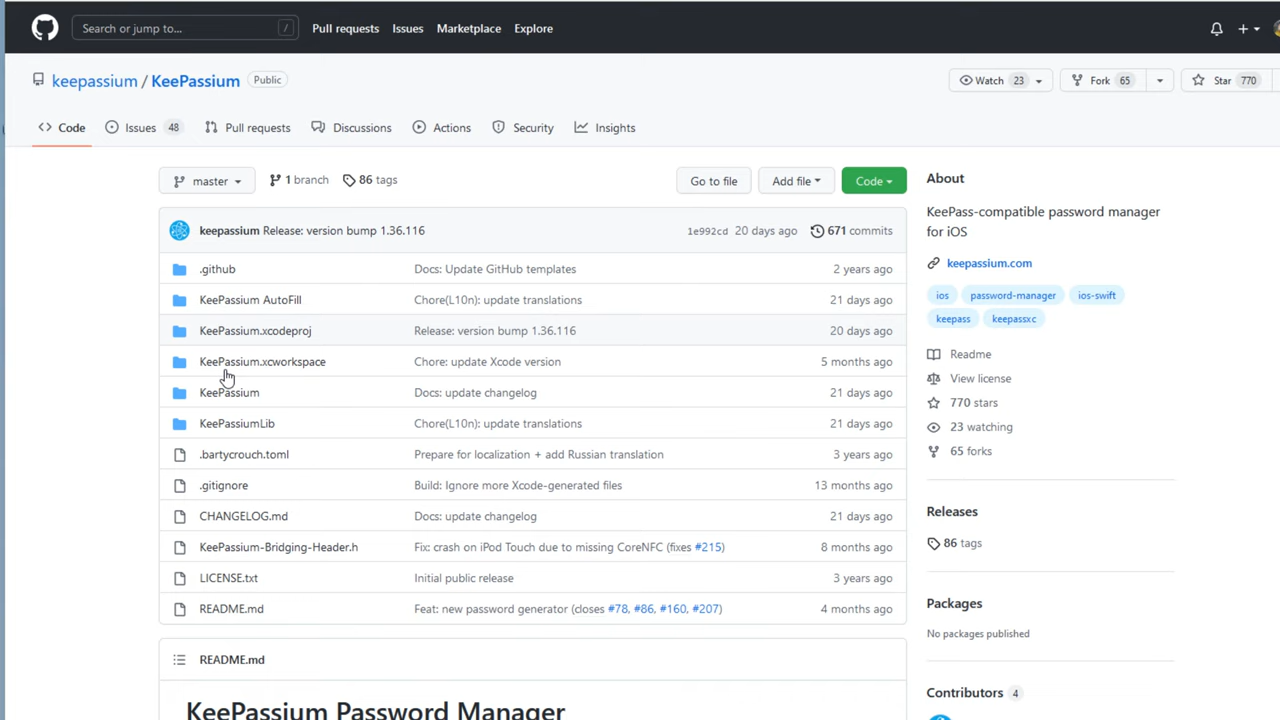 Search or jump to... /
Pull requests Issues Marketplace Explore
keepassium / KeePassium Public
Watch 23 Fork 65 Star 770
Code Issues 48 Pull requests Discussions Actions Security Insights
master 1 branch 86 tags Go to file Add file Code
keepassium Release: version bump 1.36.116 1e992cd 20 days ago 671 commits
.github Docs: Update GitHub templates 2 years ago
KeePassium AutoFill Chore(L10n): update translations 21 days ago
KeePassium.xcodeproj Release: version bump 1.36.116 20 days ago
KeePassium.xcworkspace Chore: update Xcode version 5 months ago
KeePassium Docs: update changelog 21 days ago
KeePassiumLib Chore(L10n): update translations 21 days ago
.bartycrouch.toml Prepare for localization + add Russian translation 3 years ago
.gitignore Build: Ignore more Xcode-generated files 13 months ago
CHANGELOG.md Docs: update changelog 21 days ago
KeePassium-Bridging-Header.h Fix: crash on iPod Touch due to missing CoreNFC (fixes #215) 8 months ago
LICENSE.txt Initial public release 3 years ago
README.md Feat: new password generator (closes #78, #86, #160, #207) 4 months ago
README.md
KeePassium Password Manager
About
KeePass-compatible password manager
for iOS
keepassium.com
ios password-manager ios-swift
keepass keepassxc
Readme
View license
770 stars
23 watching
65 forks
Releases
86 tags
Packages
No packages published
Contributors 4